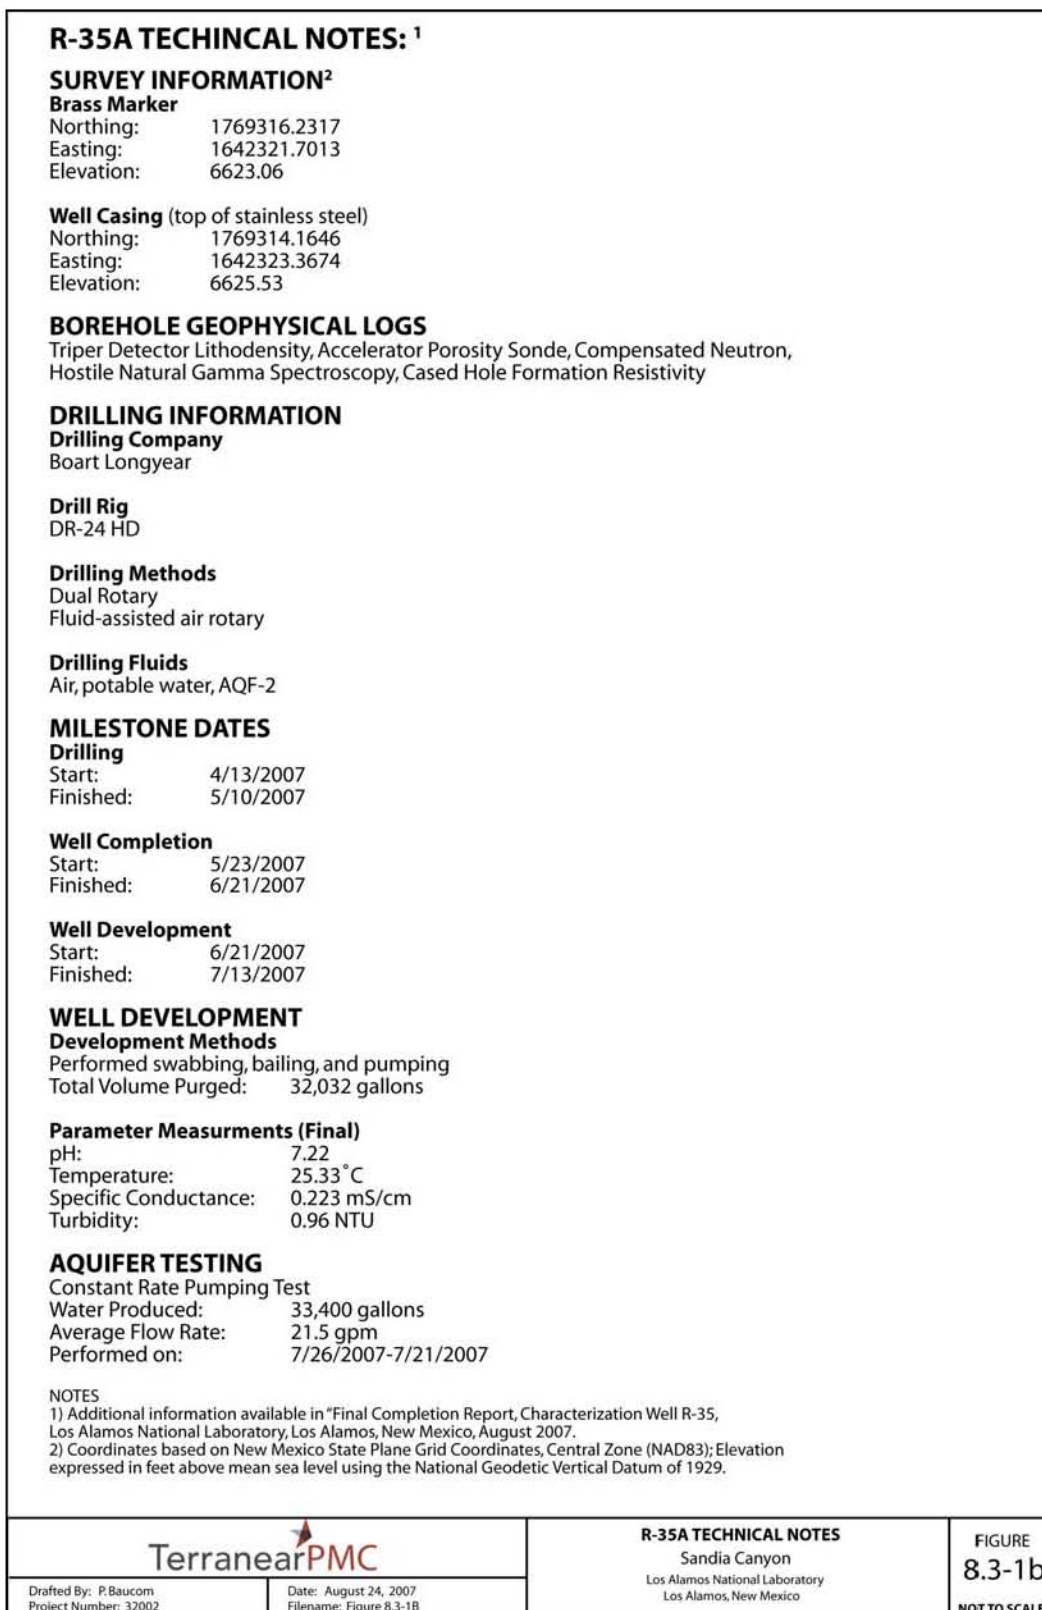 R-35A TECHINCAL NOTES: 1
SURVEY INFORMATION2
Brass Marker
Northing: 1769316.2317
Easting: 1642321.7013
Elevation: 6623.06
Well Casing (top of stainless steel)
Northing: 1769314.1646
Easting: 1642323.3674
Elevation: 6625.53
BOREHOLE GEOPHYSICAL LOGS
Triper Detector Lithodensity, Accelerator Porosity Sonde, Compensated Neutron,
Hostile Natural Gamma Spectroscopy, Cased Hole Formation Resistivity
DRILLING INFORMATION
Drilling Company
Boart Longyear
Drill Rig
DR-24 HD
Drilling Methods
Dual Rotary
Fluid-assisted air rotary
Drilling Fluids
Air, potable water, AQF-2
MILESTONE DATES
Drilling
Start: 4/13/2007
Finished: 5/10/2007
Well Completion
Start: 5/23/2007
Finished: 6/21/2007
Well Development
Start: 6/21/2007
Finished: 7/13/2007
WELL DEVELOPMENT
Development Methods
Performed swabbing, bailing, and pumping
Total Volume Purged: 32,032 gallons
Parameter Measurments (Final)
pH: 7.22
Temperature: 25.33˚C
Specific Conductance: 0.223 mS/cm
Turbidity: 0.96 NTU
AQUIFER TESTING
Constant Rate Pumping Test
Water Produced: 33,400 gallons
Average Flow Rate: 21.5 gpm
Performed on: 7/26/2007-7/21/2007
NOTES
1) Additional information available in "Final Completion Report, Characterization Well R-35,
Los Alamos National Laboratory, Los Alamos, New Mexico, August 2007.
2) Coordinates based on New Mexico State Plane Grid Coordinates, Central Zone (NAD83); Elevation
expressed in feet above mean sea level using the National Geodetic Vertical Datum of 1929.
TerranearPMC
Drafted By: P.Baucom
Project Number: 32002
Date: August 24, 2007
Filename: Figure 8.3-1B
R-35A TECHNICAL NOTES
Sandia Canyon
Los Alamos National Laboratory
Los Alamos, New Mexico
FIGURE
8.3-1b
NOT TO SCALE